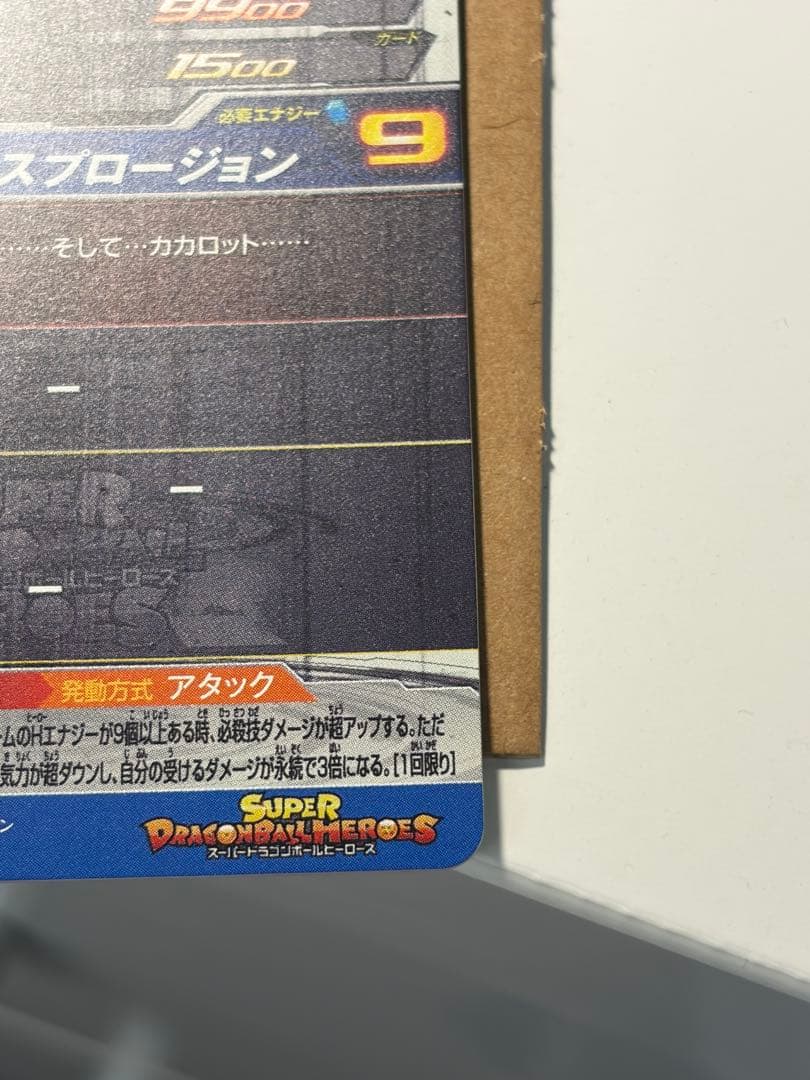 9900
カード
1500
必要エナジー
9
スプロージョン
……そして…カカロット……
発動方式 アタック
ームのHエナジーが9個以上ある時、必殺技ダメージが超アップする。ただ
気力が超ダウンし、自分の受けるダメージが永続で3倍になる。[1回限り]
ン
SUPER
DRAGONBALL HEROES
スーパードラゴンボールヒーローズ